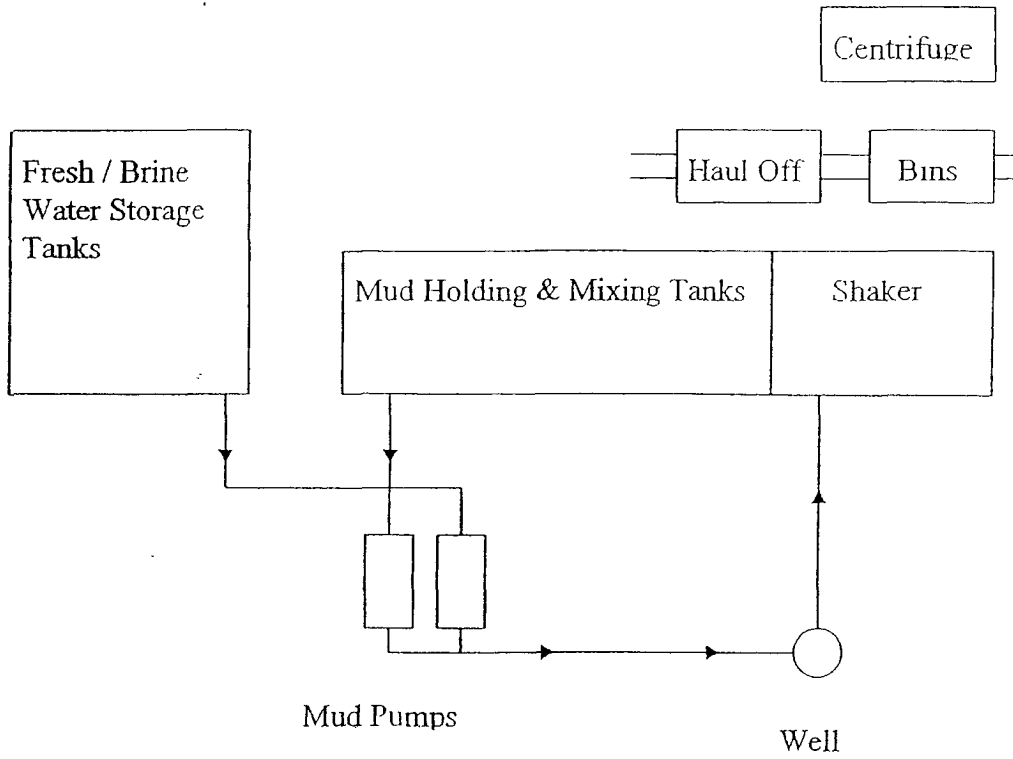 Centrifuge
Fresh / Brine
Water Storage
Tanks
Haul Off
Bins
Mud Holding & Mixing Tanks
Shaker
Mud Pumps
Well